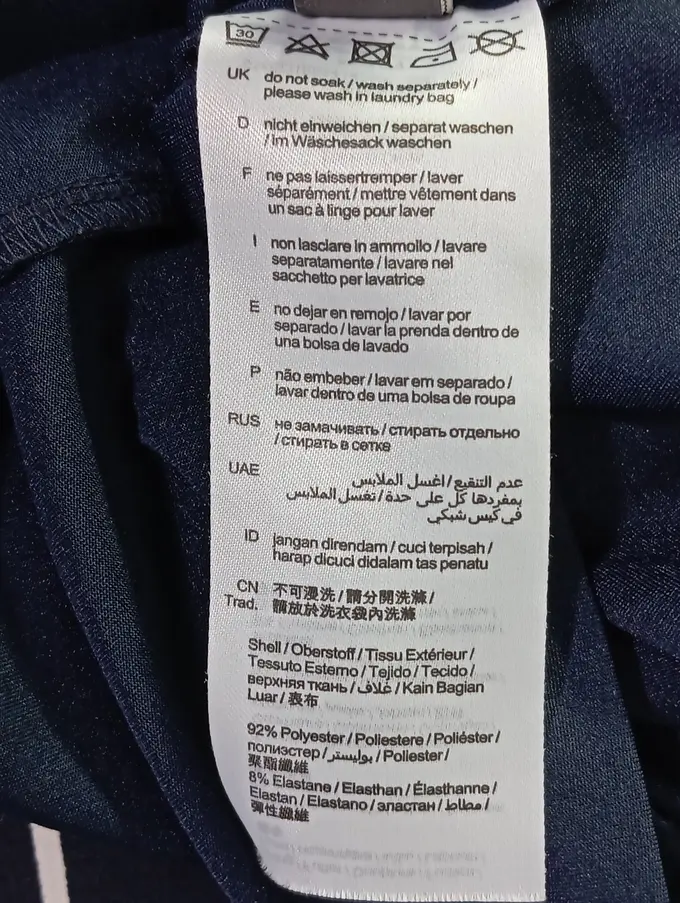 30
UK do not soak / wash separately /
please wash in laundry bag
D nicht einweichen / separat waschen
/ im Wäschesack waschen
F ne pas laissertremper / laver
séparément / mettre vêtement dans
un sac à linge pour laver
I non lasciare in ammollo / lavare
separatamente / lavare nel
sacchetto per lavatrice
E no dejar en remojo / lavar por
separado / lavar la prenda dentro de
una bolsa de lavado
P não embeber / lavar em separado /
lavar dentro de uma bolsa de roupa
RUS не замачивать / стирать отдельно
/ стирать в сетке
UAE عدم التنقيع / اغسل الملابس
بمفردها كل على حدة / تغسل الملابس
في كيس شبكي
ID jangan direndam / cuci terpisah /
harap dicuci didalam tas penatu
CN 不可浸洗 / 請分開洗滌 /
Trad. 請放於洗衣袋內洗滌
Shell / Oberstoff / Tissu Extérieur /
Tessuto Esterno / Tejido / Tecido /
верхняя ткань / غلاف / Kain Bagian
Luar / 表布
92% Polyester / Poliestere / Poliéster /
полиэстер / بوليستر / Poliester /
聚酯纖維
8% Elastane / Elasthan / Élasthanne /
Elastan / Elastano / эластан / مطاط /
彈性纖維